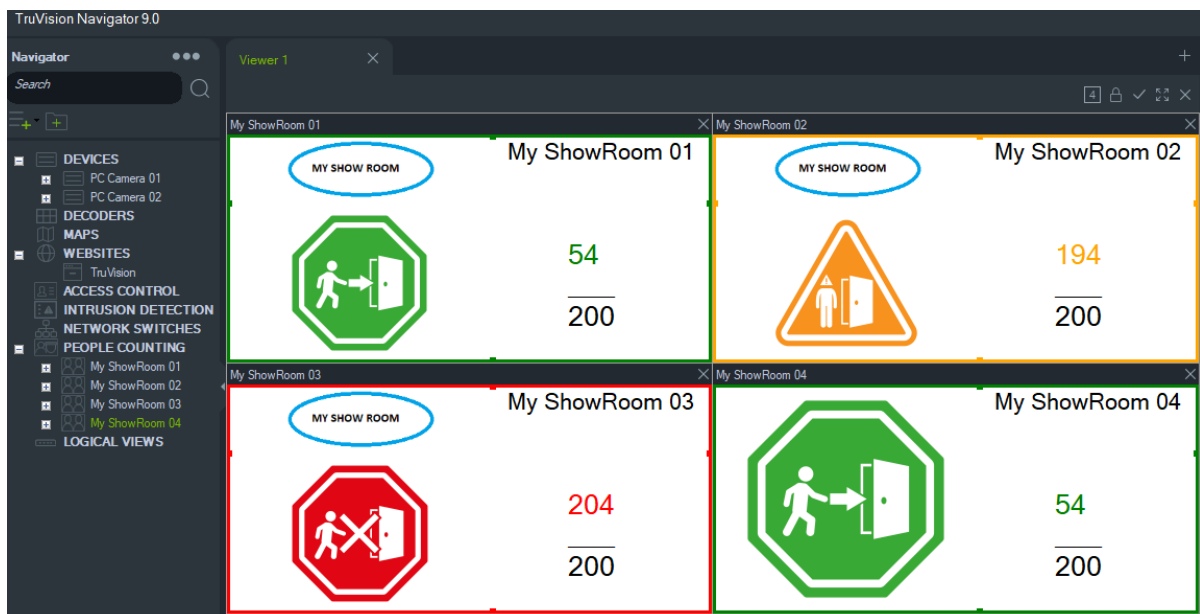 TruVision Navigator 9.0
Navigator
Viewer 1
Search
4
DEVICES
PC Camera 01
PC Camera 02
DECODERS
MAPS
WEBSITES
TruVision
ACCESS CONTROL
INTRUSION DETECTION
NETWORK SWITCHES
PEOPLE COUNTING
My ShowRoom 01
My ShowRoom 02
My ShowRoom 03
My ShowRoom 04
LOGICAL VIEWS
My ShowRoom 01
MY SHOW ROOM
My ShowRoom 01
54
200
My ShowRoom 02
MY SHOW ROOM
My ShowRoom 02
194
200
My ShowRoom 03
MY SHOW ROOM
My ShowRoom 03
204
200
My ShowRoom 04
My ShowRoom 04
54
200